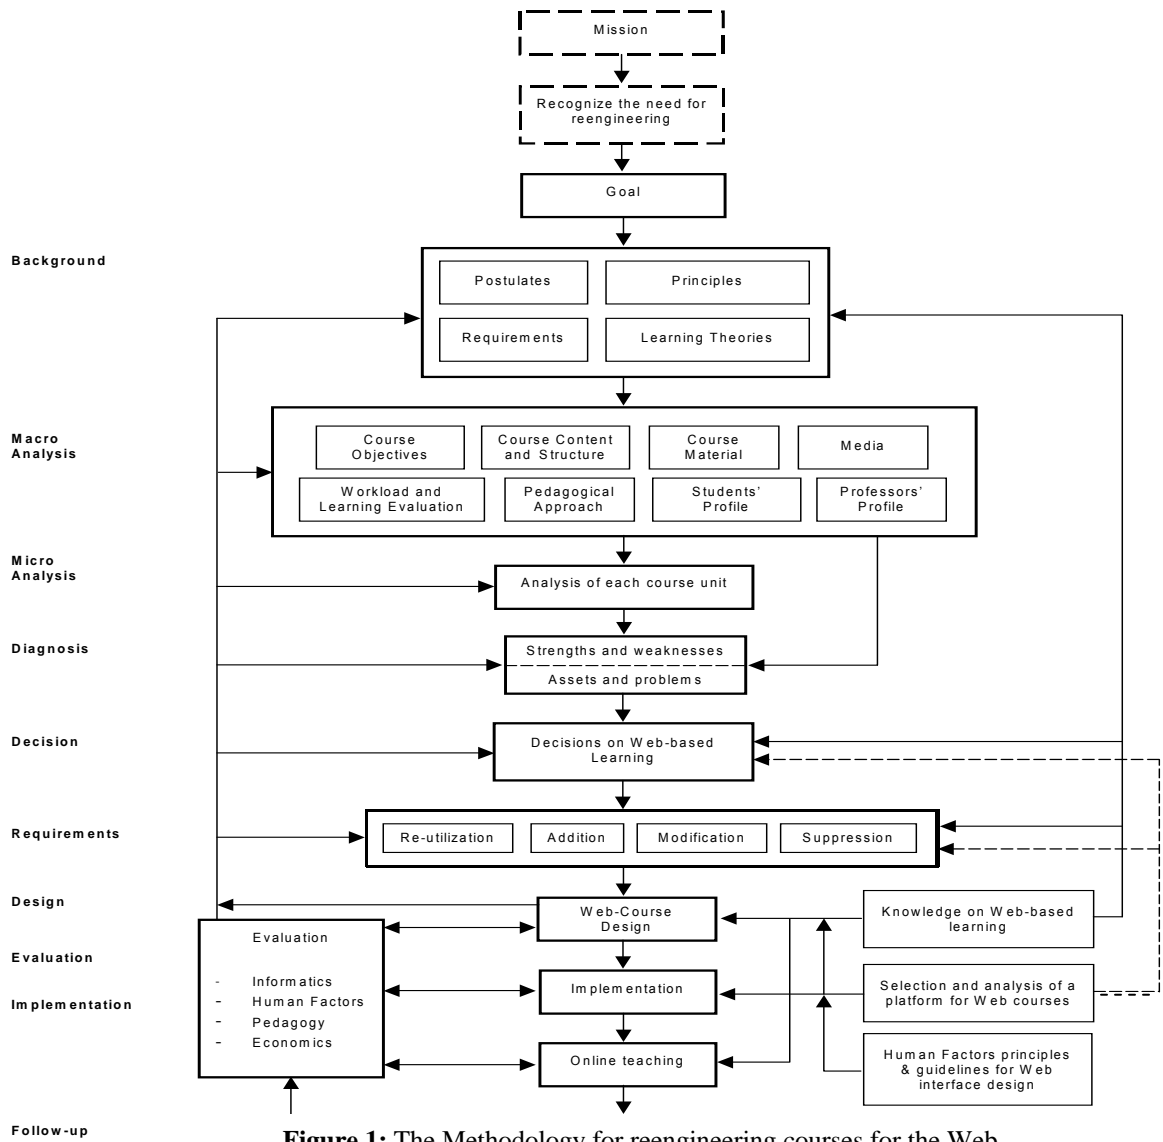 Mission
Recognize the need for
reengineering
Goal
Background
Postulates
Principles
Requirements
Learning Theories
Macro
Analysis
Course
Objectives
Course Content
and Structure
Course
Material
Media
Workload and
Learning Evaluation
Pedagogical
Approach
Students'
Profile
Professors'
Profile
Micro
Analysis
Analysis of each course unit
Diagnosis
Strengths and weaknesses
Assets and problems
Decision
Decisions on Web-based
Learning
Requirements
Re-utilization
Addition
Modification
Suppression
Design
Web-Course
Design
Knowledge on Web-based
learning
Evaluation
Evaluation
- Informatics
- Human Factors
- Pedagogy
- Economics
Implementation
Implementation
Selection and analysis of a
platform for Web courses
Online teaching
Human Factors principles
& guidelines for Web
interface design
Follow-up
Figure 1: The Methodology for reengineering courses for the Web